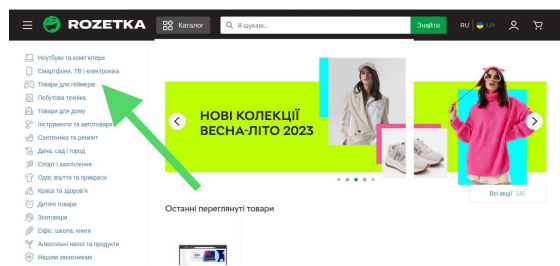 ROZETKA
Каталог
Я шукаю...
Знайти
RU UA
Ноутбуки та комп'ютери
Смартфони, ТВ і електроніка
Товари для геймерів
Побутова техніка
Товари для дому
Інструменти та автотовари
Сантехніка та ремонт
Дача, сад і город
Спорт і захоплення
Одяг, взуття та прикраси
Краса та здоров'я
Дитячі товари
Зоотовари
Офіс, школа, книги
Алкогольні напої та продукти
Нашим захисникам
НОВІ КОЛЕКЦІЇ
ВЕСНА-ЛІТО 2023
Всі акції 140
Останні переглянуті товари